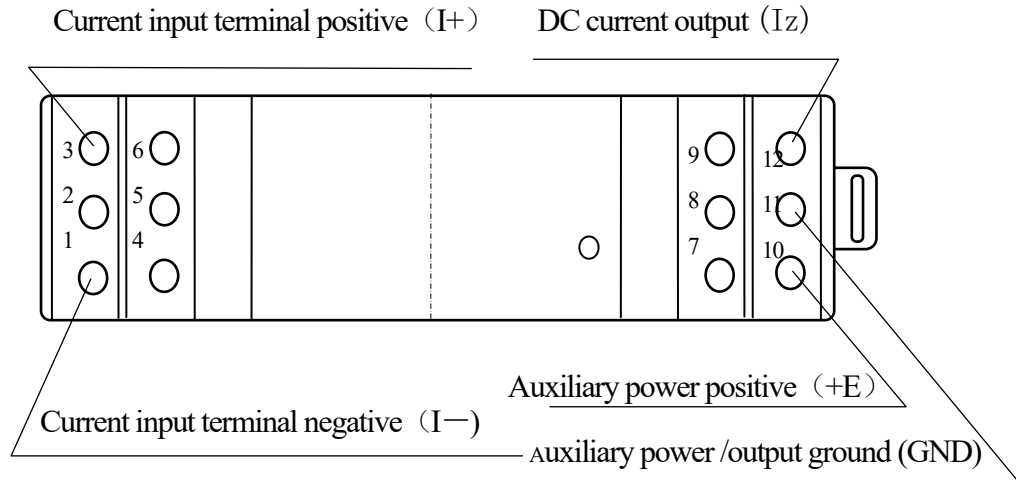 Current input terminal positive（I+）
DC current output (Iz)
3 6 9 12
2 5 8 11
1 4 7 10
Auxiliary power positive（+E）
Current input terminal negative（I—)
Auxiliary power /output ground (GND)